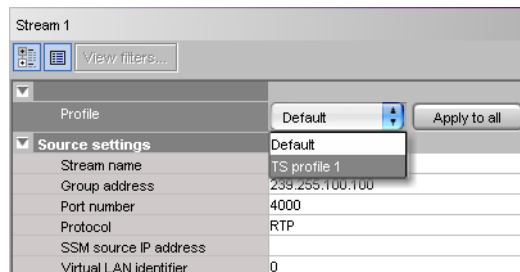 Stream 1
View filters...
Profile Default Apply to all
Default
Source settings
TS profile 1
Stream name
Group address 239.255.100.100
Port number 4000
Protocol RTP
SSM source IP address
Virtual LAN identifier 0